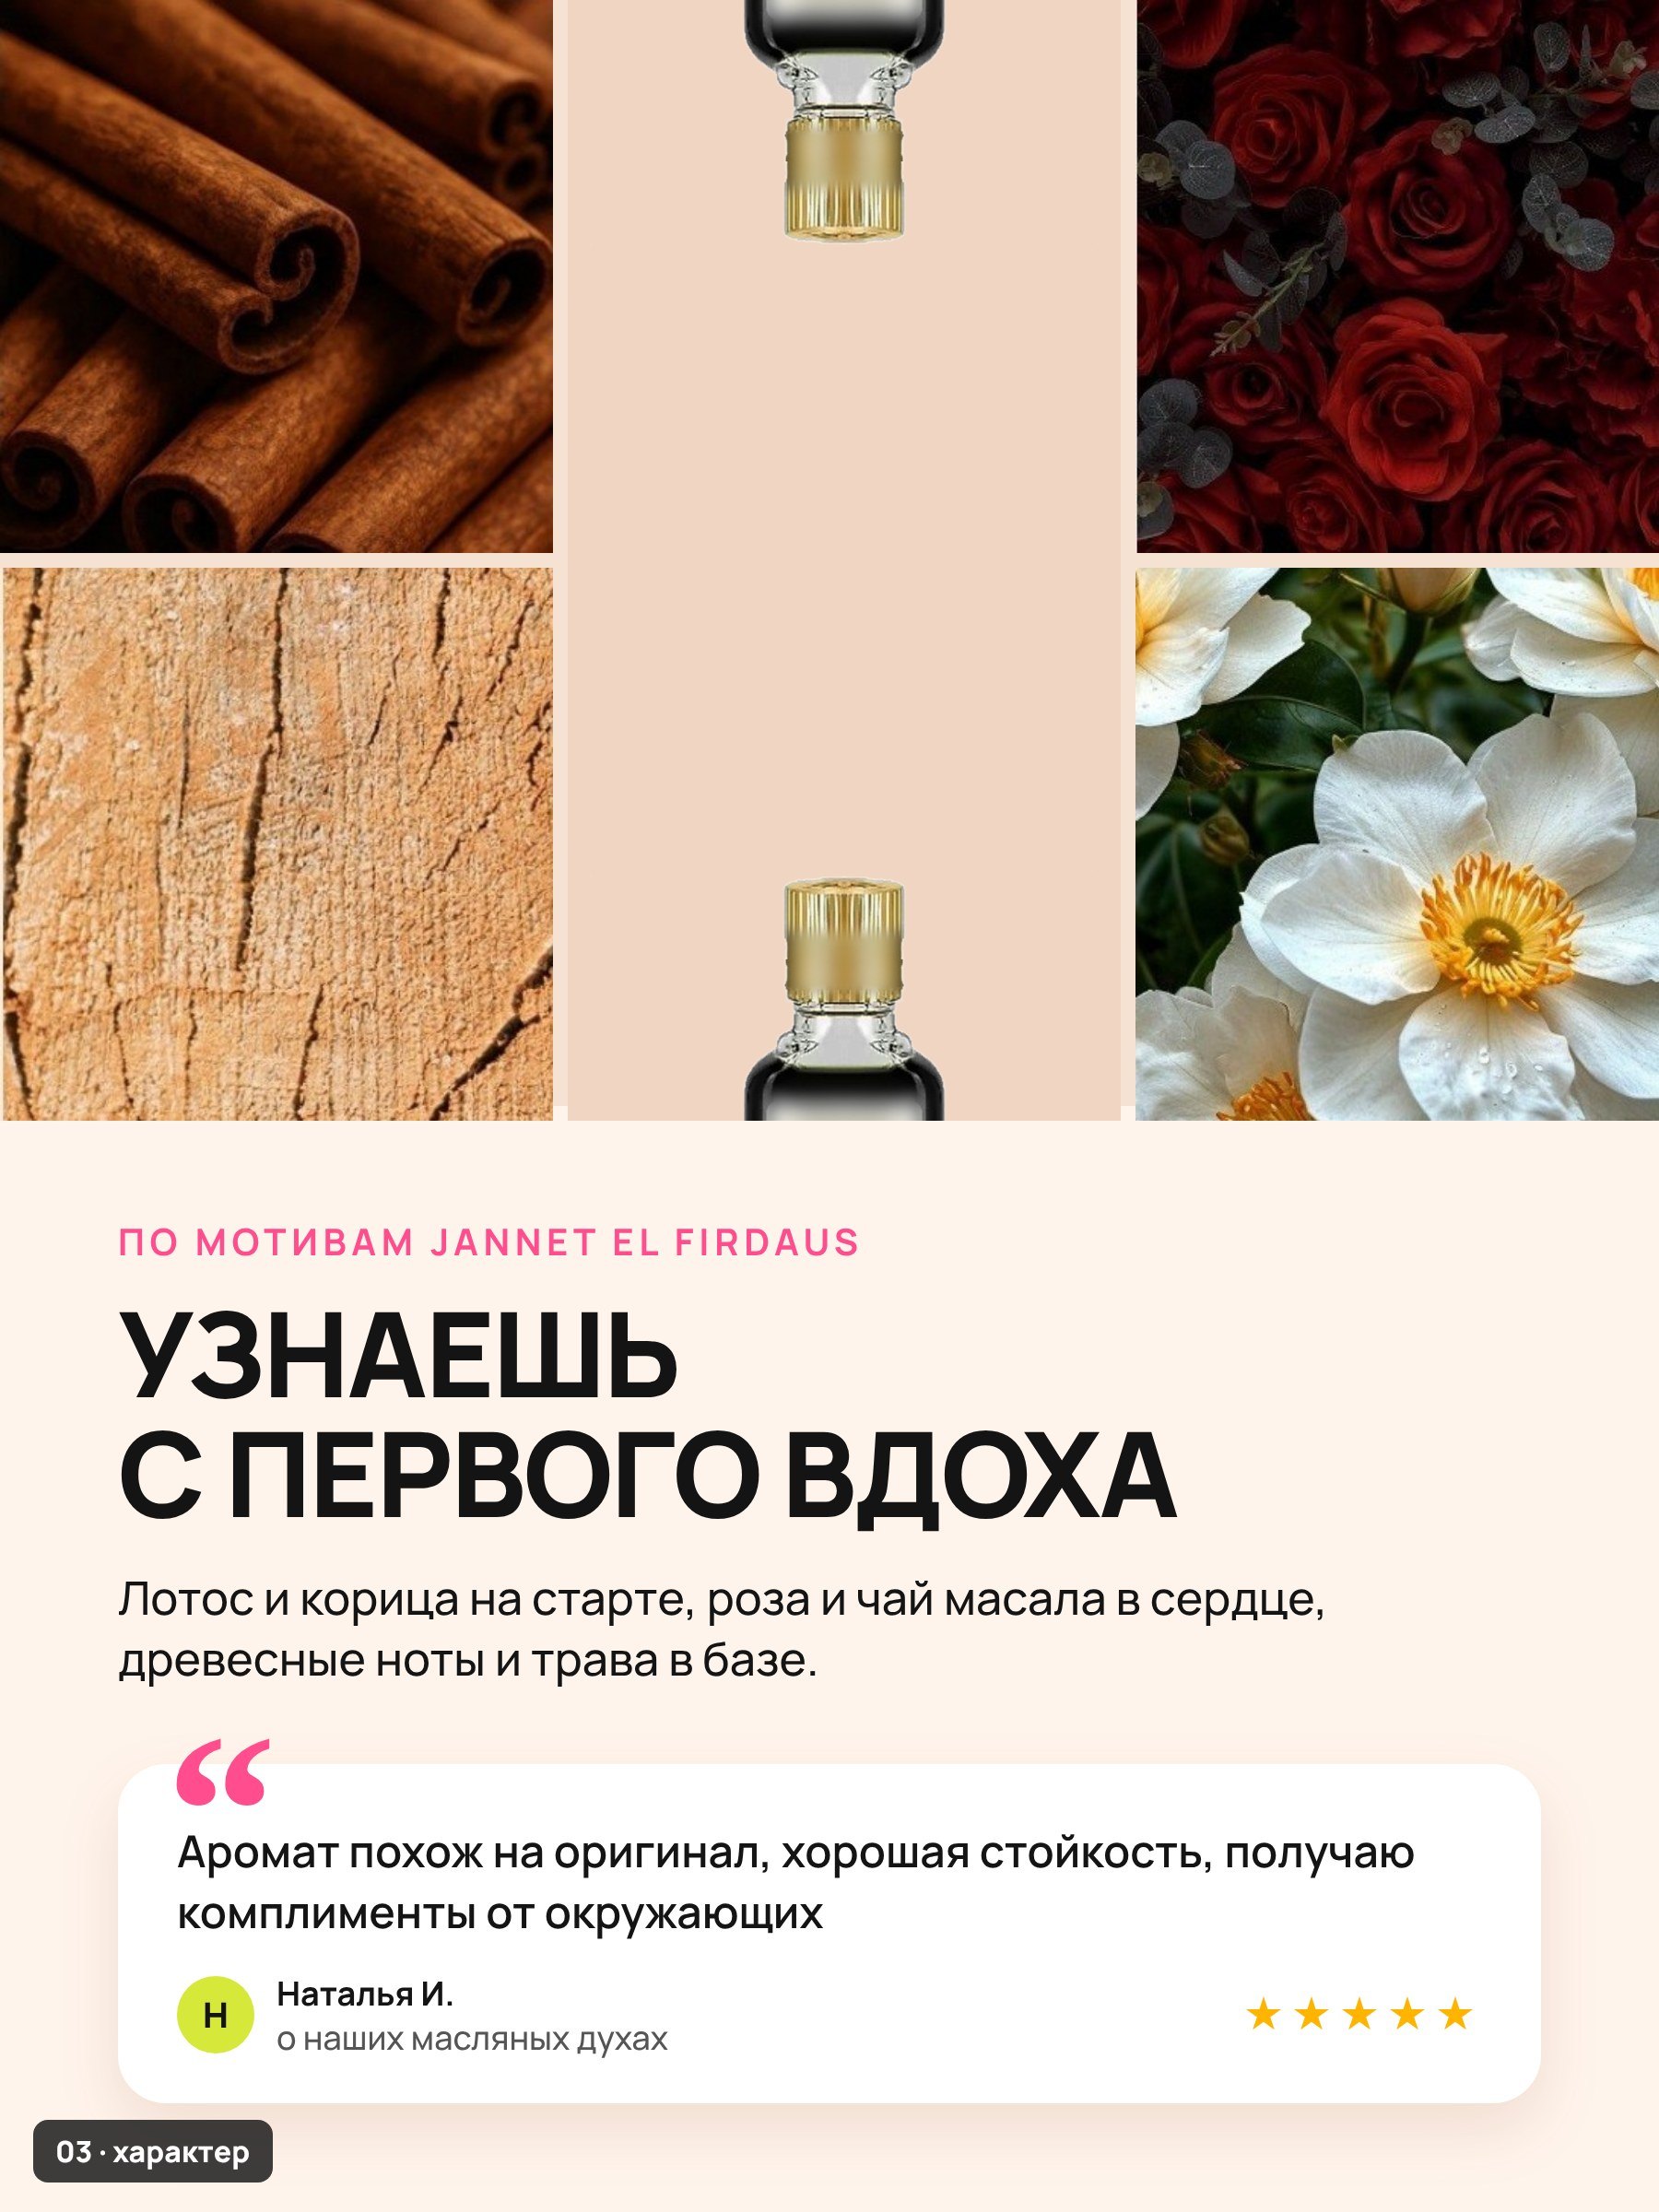 ПО МОТИВАМ JANNET EL FIRDAUS
УЗНАЕШЬ
С ПЕРВОГО ВДОХА
Лотос и корица на старте, роза и чай масала в сердце,
древесные ноты и трава в базе.
“
Аромат похож на оригинал, хорошая стойкость, получаю
комплименты от окружающих
Н
Наталья И.
о наших масляных духах
★★★★★
03 · характер